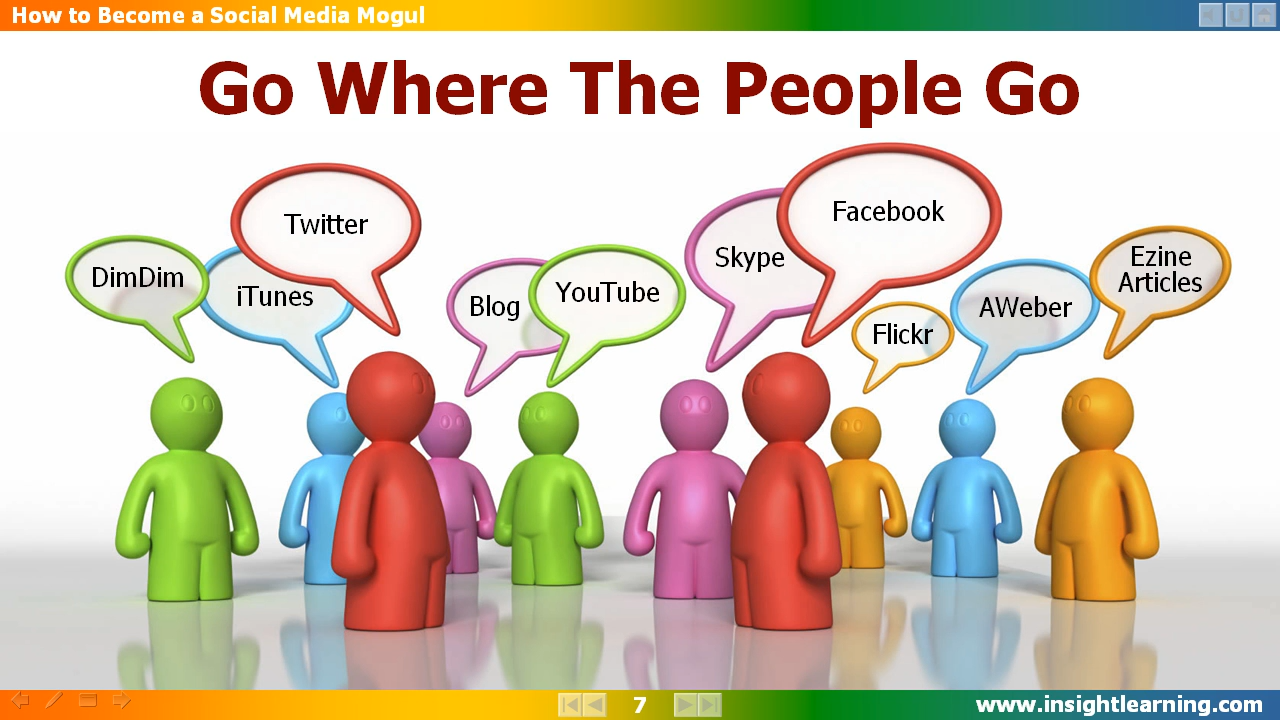 How to Become a Social Media Mogul
Go Where The People Go
Twitter
Facebook
DimDim
iTunes
Blog
YouTube
Skype
Flickr
AWeber
Ezine
Articles
7
www.insightlearning.com